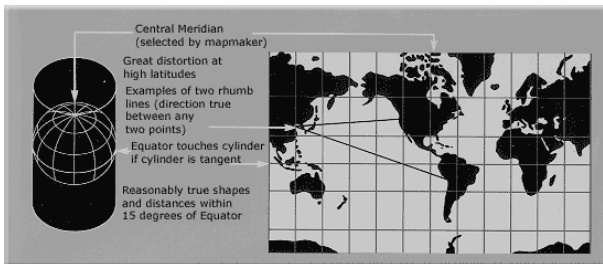 Central Meridian
(selected by mapmaker)
Great distortion at
high latitudes
Examples of two rhumb
lines (direction true
between any
two points)
Equator touches cylinder
if cylinder is tangent
Reasonably true shapes
and distances within
15 degrees of Equator